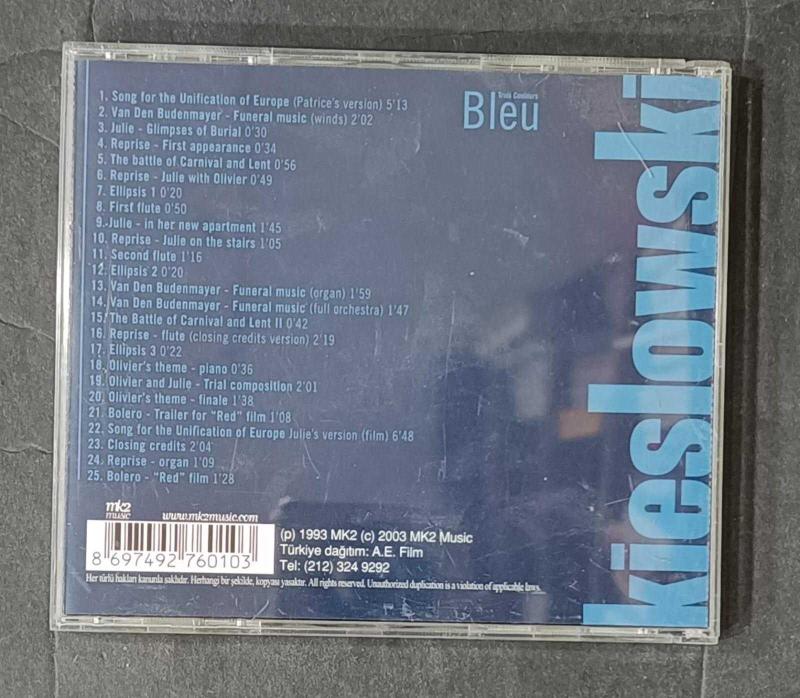 Trois Couleurs
Bleu
kieslowski
1. Song for the Unification of Europe (Patrice's version) 5'13
2. Van Den Budenmayer - Funeral music (winds) 2'02
3. Julie - Glimpses of Burial 0'30
4. Reprise - First appearance 0'34
5. The battle of Carnival and Lent 0'56
6. Reprise - Julie with Olivier 0'49
7. Ellipsis 1 0'20
8. First flute 0'50
9. Julie - in her new apartment 1'45
10. Reprise - Julie on the stairs 1'05
11. Second flute 1'16
12. Ellipsis 2 0'20
13. Van Den Budenmayer - Funeral music (organ) 1'59
14. Van Den Budenmayer - Funeral music (full orchestra) 1'47
15. The Battle of Carnival and Lent II 0'42
16. Reprise - flute (closing credits version) 2'19
17. Ellipsis 3 0'22
18. Olivier's theme - piano 0'36
19. Olivier and Julie - Trial composition 2'01
20. Olivier's theme - finale 1'38
21. Bolero - Trailer for "Red" film 1'08
22. Song for the Unification of Europe Julie's version (film) 6'48
23. Closing credits 2'04
24. Reprise - organ 1'09
25. Bolero - "Red" film 1'28
mk2
music
www.mk2music.com
8 697492 760103
(p) 1993 MK2 (c) 2003 MK2 Music
Türkiye dağıtım: A.E. Film
Tel: (212) 324 9292
Her türlü hakları kanunla saklıdır. Herhangi bir şekilde, kopyası yasaktır. All rights reserved. Unauthorized duplication is a violation of applicable laws.